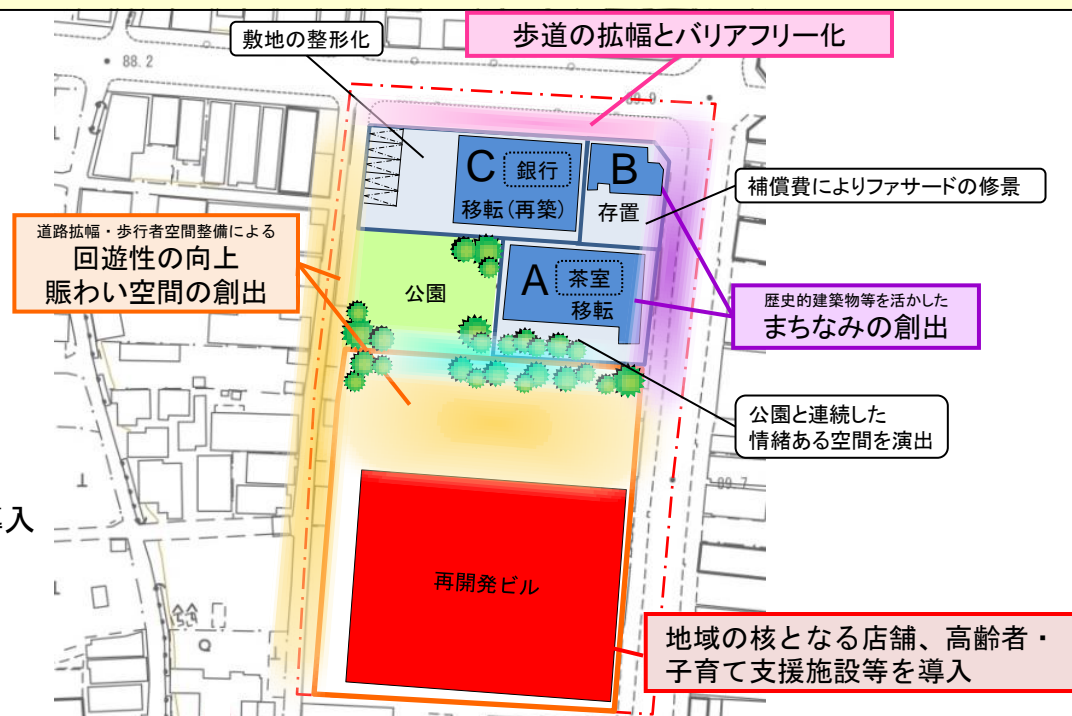 敷地の整形化
歩道の拡幅とバリアフリー化
88.2
C
銀行
移転(再築)
B
存置
補償費によりファサードの修景
道路拡幅・歩行者空間整備による
回遊性の向上
賑わい空間の創出
公園
A
茶室
移転
歴史的建築物等を活かした
まちなみの創出
公園と連続した
情緒ある空間を演出
89.7
導入
再開発ビル
地域の核となる店舗、高齢者・
子育て支援施設等を導入